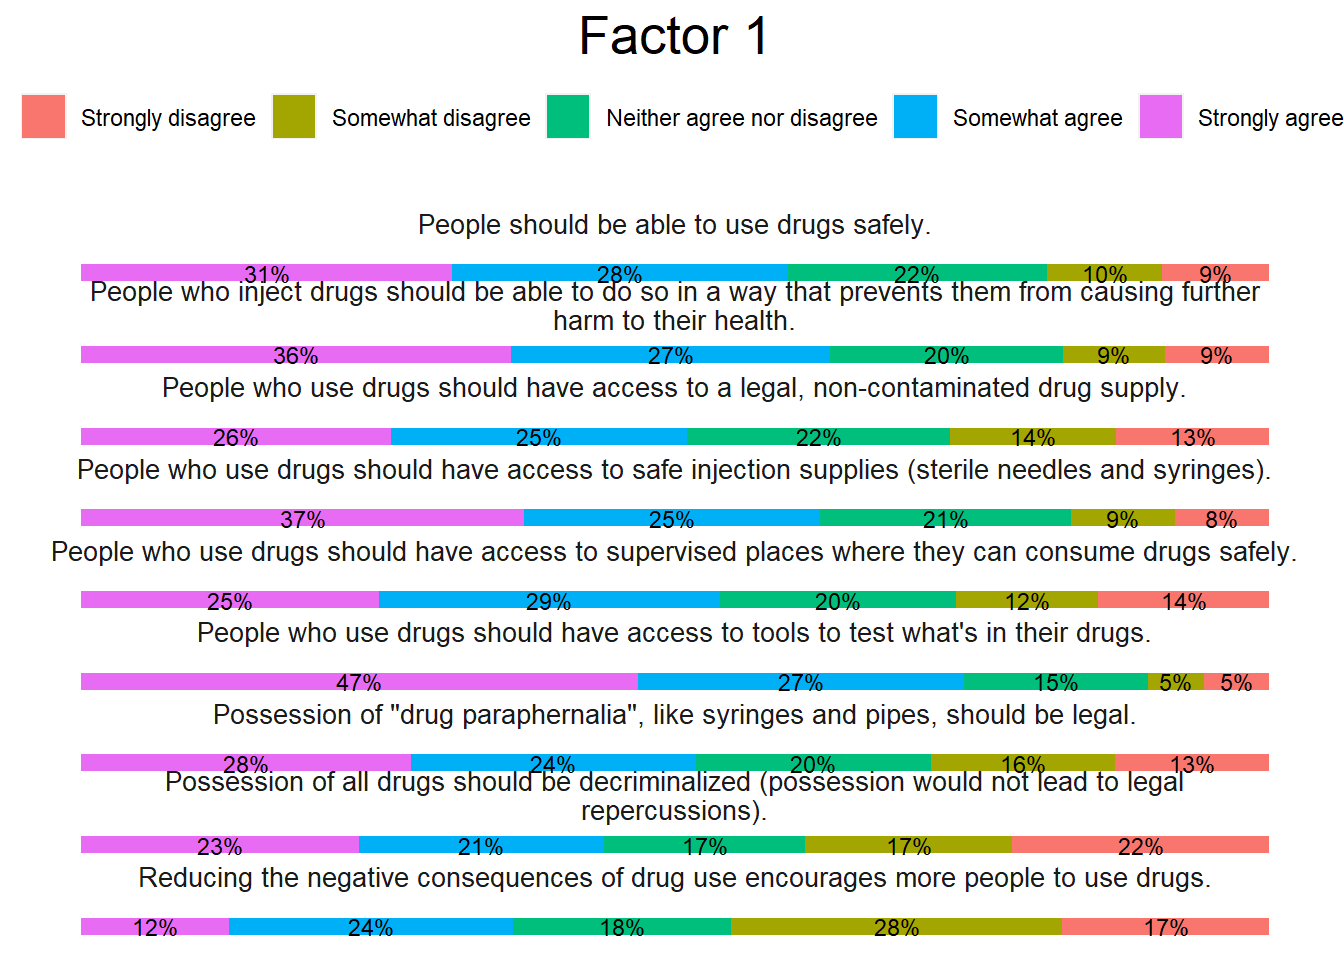 Factor 1
Strongly disagree Somewhat disagree Neither agree nor disagree Somewhat agree Strongly agree
People should be able to use drugs safely.
31% 28% 22% 10% 9%
People who inject drugs should be able to do so in a way that prevents them from causing further
harm to their health.
36% 27% 20% 9% 9%
People who use drugs should have access to a legal, non-contaminated drug supply.
26% 25% 22% 14% 13%
People who use drugs should have access to safe injection supplies (sterile needles and syringes).
37% 25% 21% 9% 8%
People who use drugs should have access to supervised places where they can consume drugs safely.
25% 29% 20% 12% 14%
People who use drugs should have access to tools to test what's in their drugs.
47% 27% 15% 5% 5%
Possession of "drug paraphernalia", like syringes and pipes, should be legal.
28% 24% 20% 16% 13%
Possession of all drugs should be decriminalized (possession would not lead to legal
repercussions).
23% 21% 17% 17% 22%
Reducing the negative consequences of drug use encourages more people to use drugs.
12% 24% 18% 28% 17%